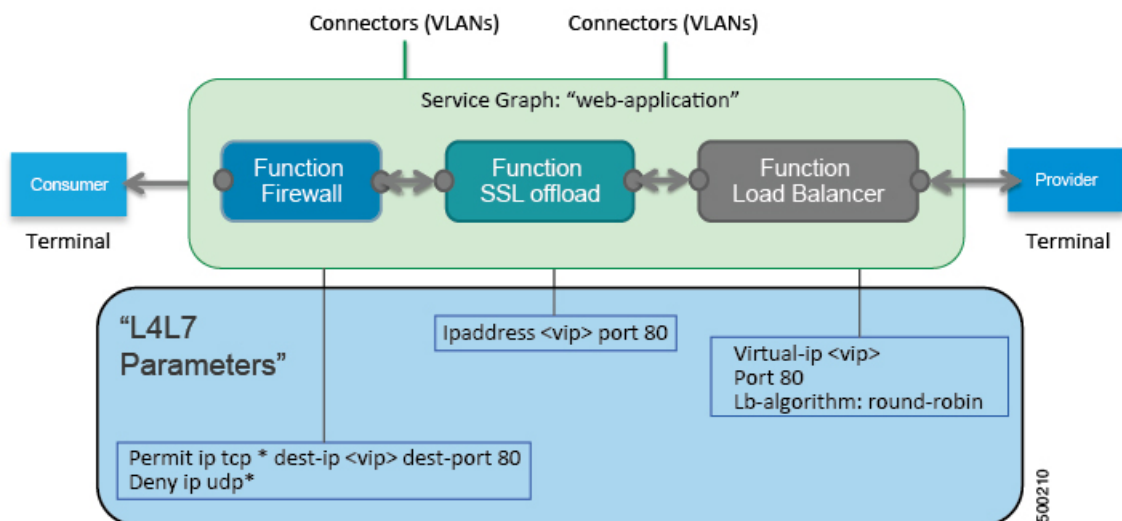 Connectors (VLANs)
Connectors (VLANs)
Service Graph: “web-application”
Consumer
Terminal
Function
Firewall
Function
SSL offload
Function
Load Balancer
Provider
Terminal
“L4L7
Parameters”
Ipaddress <vip> port 80
Virtual-ip <vip>
Port 80
Lb-algorithm: round-robin
Permit ip tcp * dest-ip <vip> dest-port 80
Deny ip udp*
500210